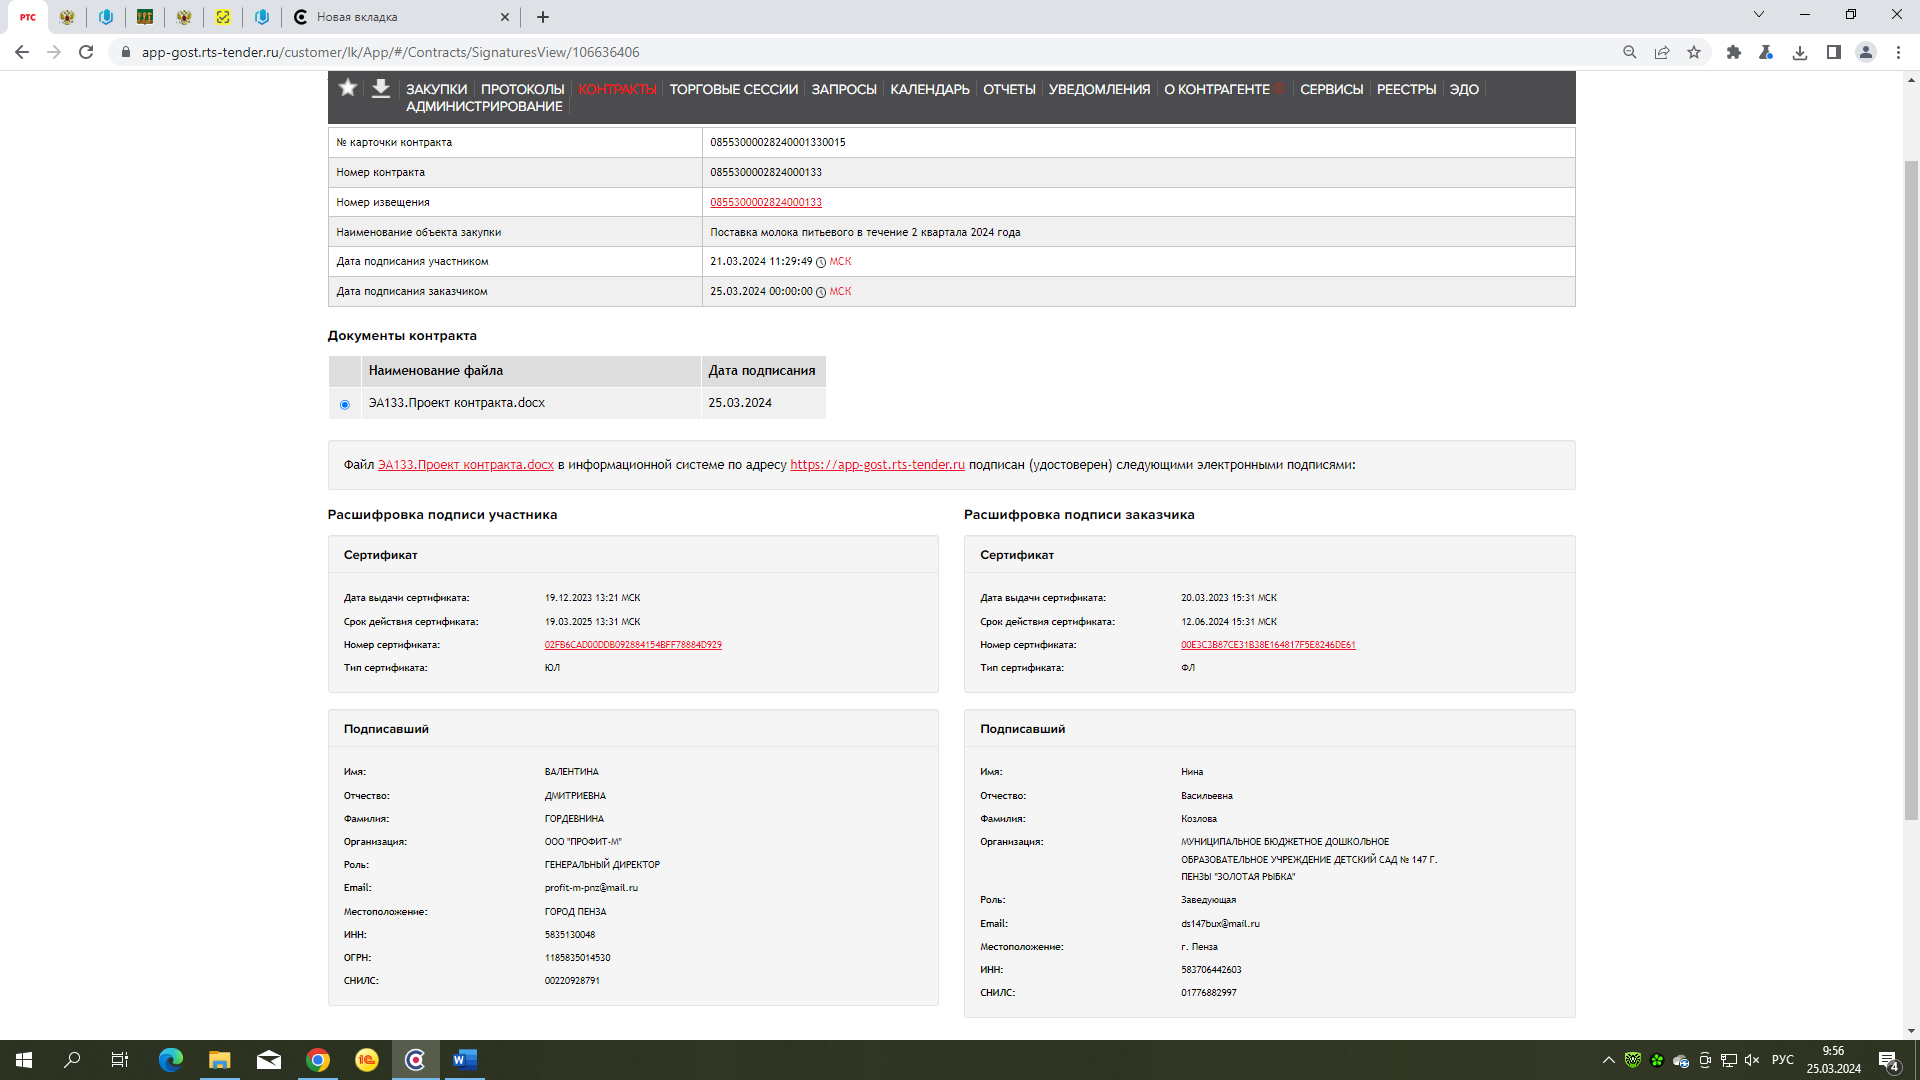 РТС
Новая вкладка
app-gost.rts-tender.ru/customer/lk/App/#/Contracts/SignaturesView/106636406
ЗАКУПКИ ПРОТОКОЛЫ КОНТРАКТЫ ТОРГОВЫЕ СЕССИИ ЗАПРОСЫ КАЛЕНДАРЬ ОТЧЕТЫ УВЕДОМЛЕНИЯ О КОНТРАГЕНТЕ СЕРВИСЫ РЕЕСТРЫ ЭДО
АДМИНИСТРИРОВАНИЕ
№ карточки контракта 08553000028240001330015
Номер контракта 0855300002824000133
Номер извещения 0855300002824000133
Наименование объекта закупки Поставка молока питьевого в течение 2 квартала 2024 года
Дата подписания участником 21.03.2024 11:29:49 МСК
Дата подписания заказчиком 25.03.2024 00:00:00 МСК
Документы контракта
Наименование файла Дата подписания
ЭА133.Проект контракта.docx 25.03.2024
Файл ЭА133.Проект контракта.docx в информационной системе по адресу https://app-gost.rts-tender.ru подписан (удостоверен) следующими электронными подписями:
Расшифровка подписи участника
Сертификат
Дата выдачи сертификата: 19.12.2023 13:21 МСК
Срок действия сертификата: 19.03.2025 13:31 МСК
Номер сертификата: 02FB6CAD00DDB092884154BFF78884D929
Тип сертификата: ЮЛ
Подписавший
Имя: ВАЛЕНТИНА
Отчество: ДМИТРИЕВНА
Фамилия: ГОРДЕВНИНА
Организация: ООО "ПРОФИТ-М"
Роль: ГЕНЕРАЛЬНЫЙ ДИРЕКТОР
Email: profit-m-pnz@mail.ru
Местоположение: ГОРОД ПЕНЗА
ИНН: 5835130048
ОГРН: 1185835014530
СНИЛС: 00220928791
Расшифровка подписи заказчика
Сертификат
Дата выдачи сертификата: 20.03.2023 15:31 МСК
Срок действия сертификата: 12.06.2024 15:31 МСК
Номер сертификата: 00E3C3B87CE31B38E164817F5E8246DE61
Тип сертификата: ФЛ
Подписавший
Имя: Нина
Отчество: Васильевна
Фамилия: Козлова
Организация: МУНИЦИПАЛЬНОЕ БЮДЖЕТНОЕ ДОШКОЛЬНОЕ
ОБРАЗОВАТЕЛЬНОЕ УЧРЕЖДЕНИЕ ДЕТСКИЙ САД № 147 Г.
ПЕНЗЫ "ЗОЛОТАЯ РЫБКА"
Роль: Заведующая
Email: ds147bux@mail.ru
Местоположение: г. Пенза
ИНН: 583706442603
СНИЛС: 01776882997
РУС
9:56
25.03.2024
4